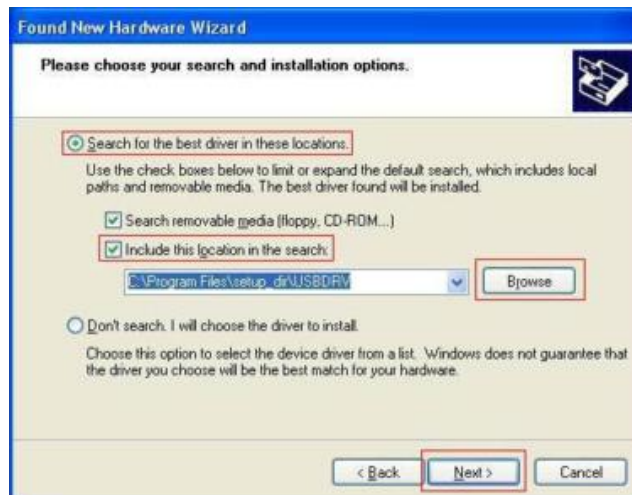 Found New Hardware Wizard
Please choose your search and installation options.
Search for the best driver in these locations.
Use the check boxes below to limit or expand the default search, which includes local
paths and removable media. The best driver found will be installed.
Search removable media (floppy, CD-ROM...)
Include this location in the search:
C:\Program Files\setup_dir\USBDRV
Browse
Don't search. I will choose the driver to install.
Choose this option to select the device driver from a list. Windows does not guarantee that
the driver you choose will be the best match for your hardware.
< Back Next > Cancel